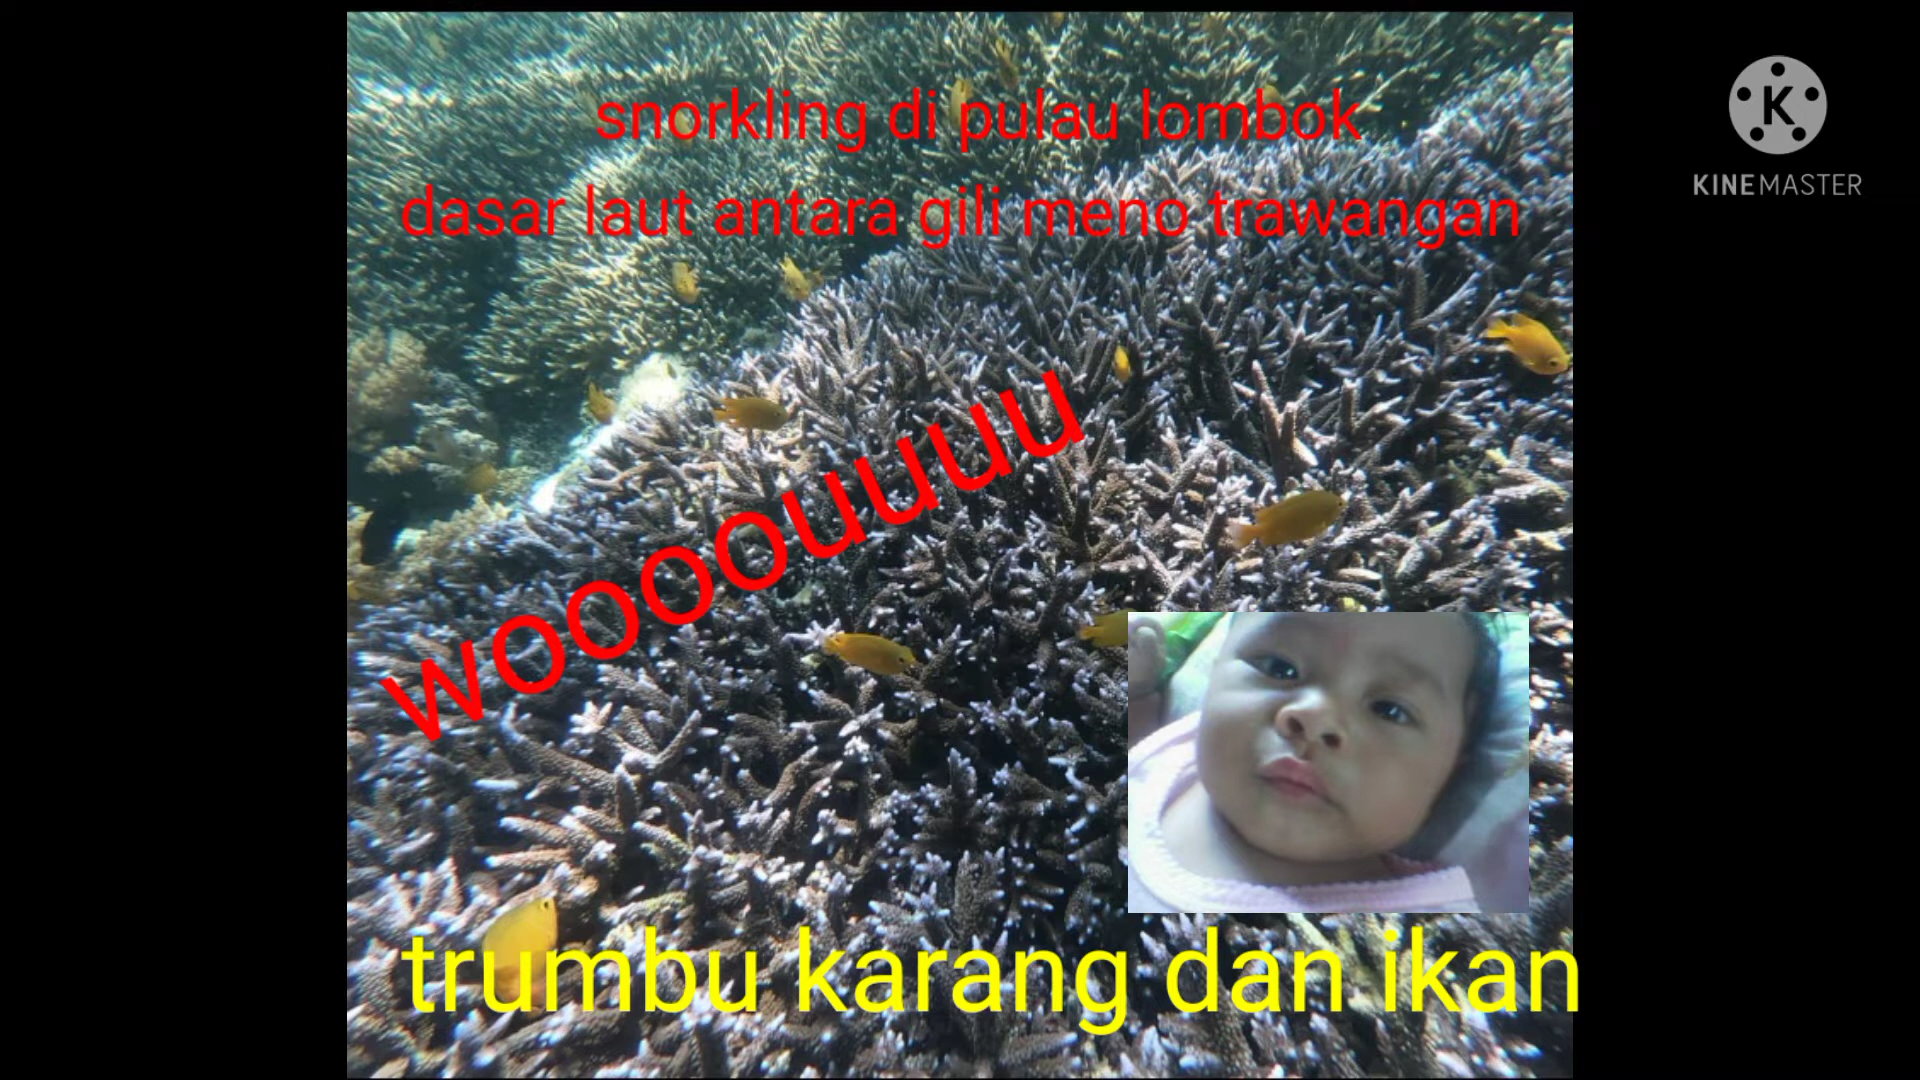 snorkling di pulau lombok
dasar laut antara gili meno trawangan
woooouuuu
trumbu karang dan ikan
KINEMASTER